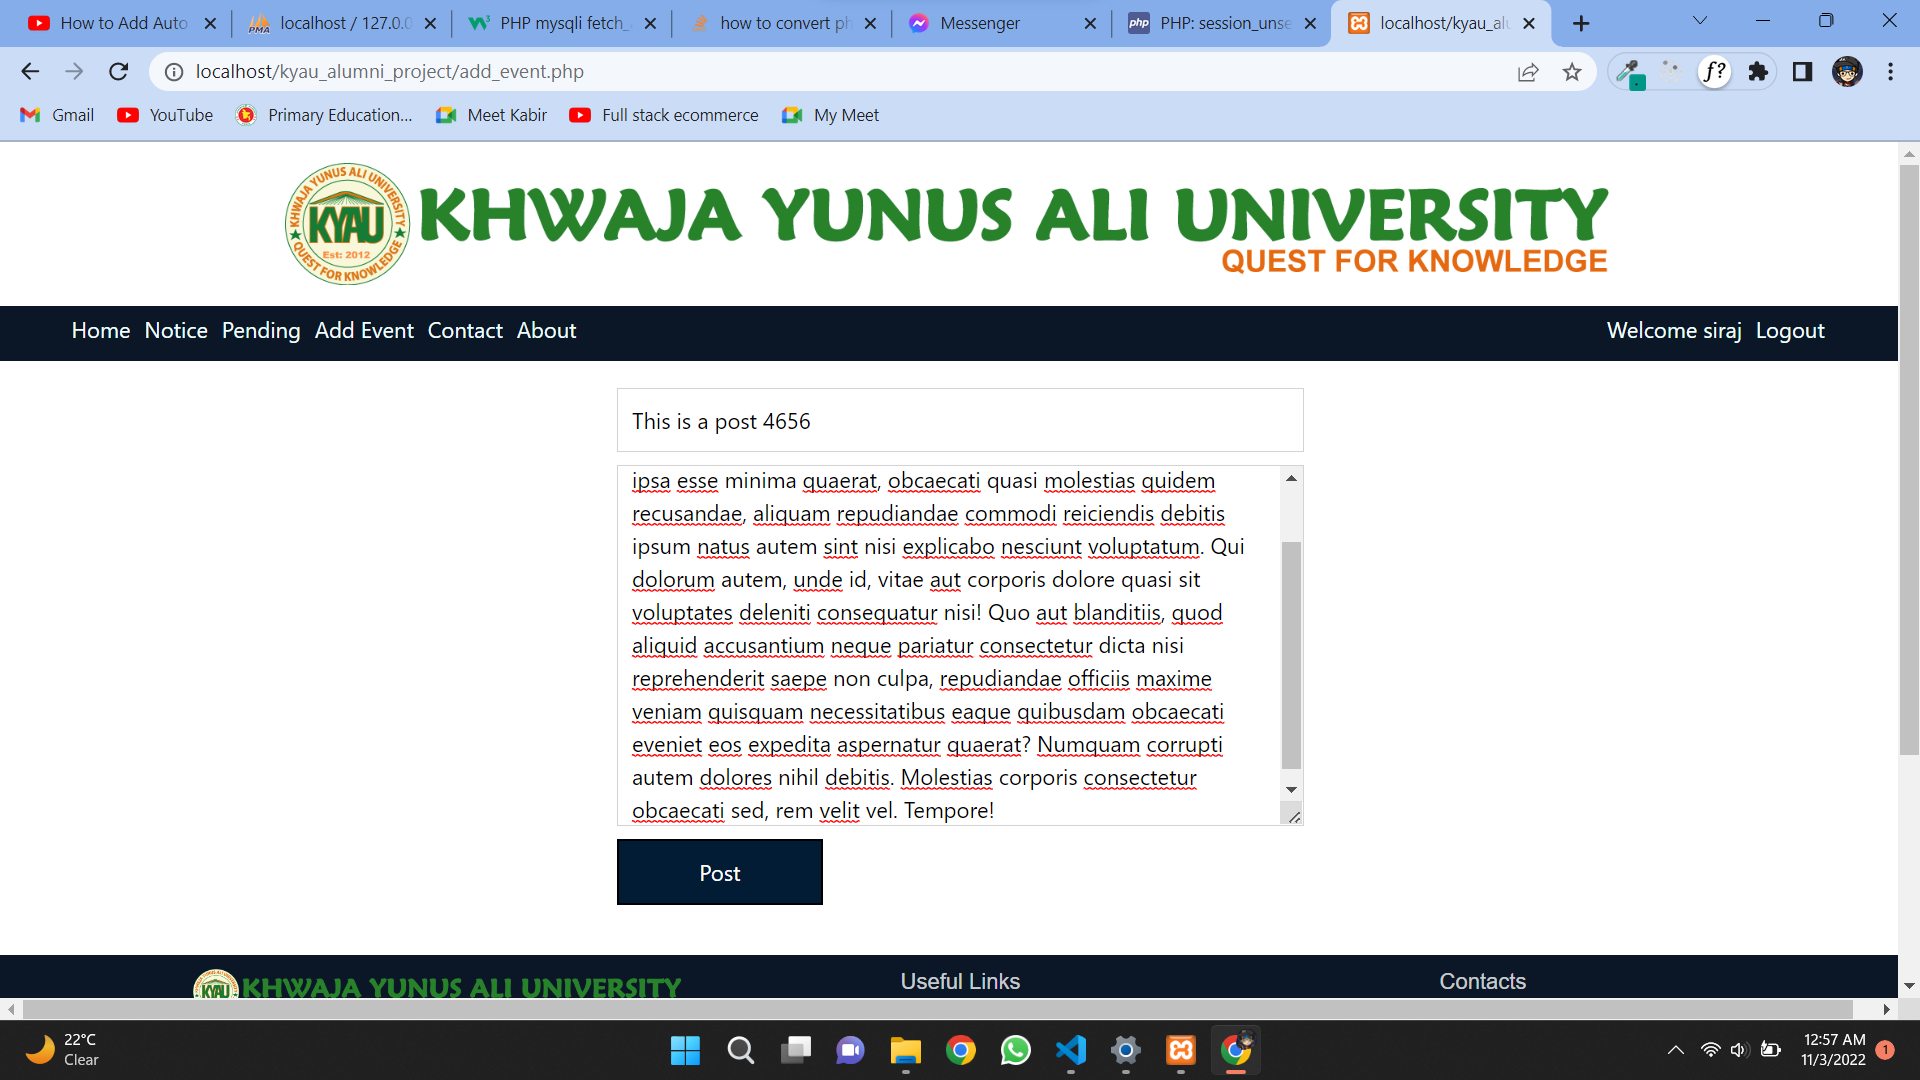 How to Add Auto
localhost / 127.0.0
PHP mysqli fetch_
how to convert ph
Messenger
php PHP: session_unse
localhost/kyau_alu
localhost/kyau_alumni_project/add_event.php
f?
Gmail YouTube Primary Education... Meet Kabir Full stack ecommerce My Meet
KHWAJA YUNUS ALI UNIVERSITY
KYAU
Est: 2012
QUEST FOR KNOWLEDGE
KHWAJA YUNUS ALI UNIVERSITY
QUEST FOR KNOWLEDGE
Home Notice Pending Add Event Contact About Welcome siraj Logout
This is a post 4656
ipsa esse minima quaerat, obcaecati quasi molestias quidem
recusandae, aliquam repudiandae commodi reiciendis debitis
ipsum natus autem sint nisi explicabo nesciunt voluptatum. Qui
dolorum autem, unde id, vitae aut corporis dolore quasi sit
voluptates deleniti consequatur nisi! Quo aut blanditiis, quod
aliquid accusantium neque pariatur consectetur dicta nisi
reprehenderit saepe non culpa, repudiandae officiis maxime
veniam quisquam necessitatibus eaque quibusdam obcaecati
eveniet eos expedita aspernatur quaerat? Numquam corrupti
autem dolores nihil debitis. Molestias corporis consectetur
obcaecati sed, rem velit vel. Tempore!
Post
KYAU KHWAJA YUNUS ALI UNIVERSITY
Useful Links
Contacts
22°C
Clear
12:57 AM
11/3/2022
1